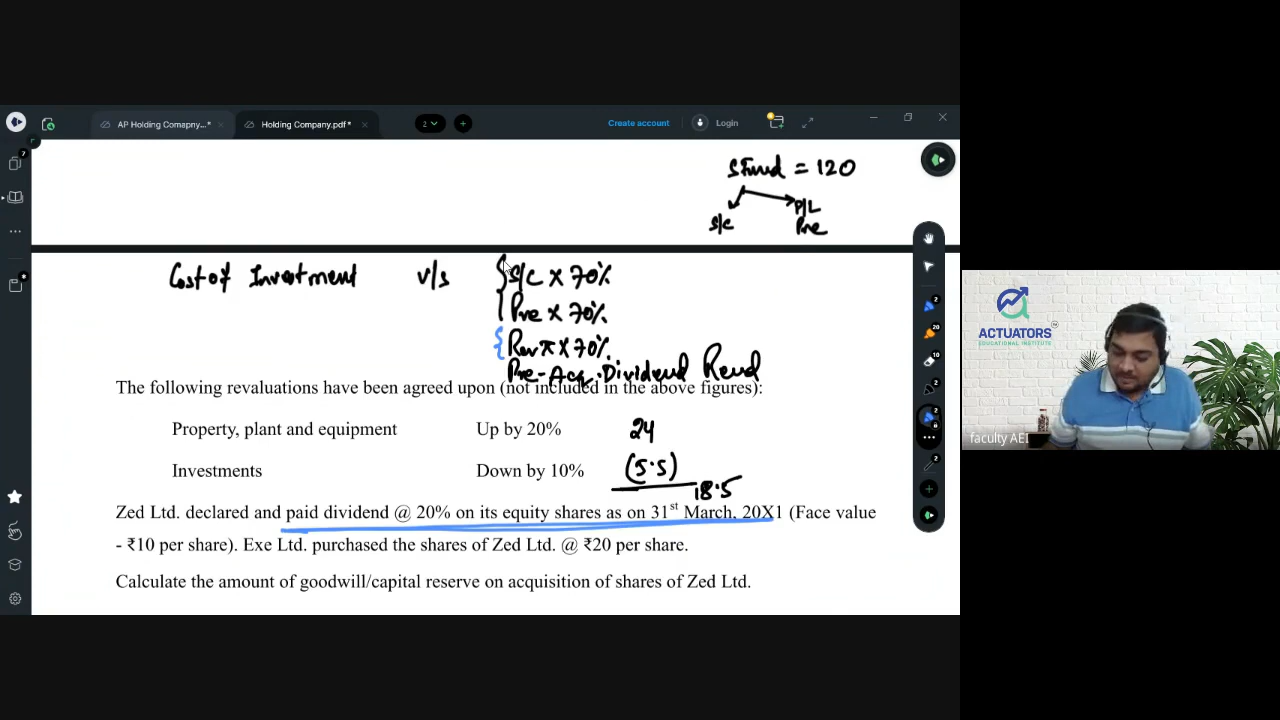 AP Holding Comapny...*
Holding Company.pdf*
2
Create account
Login
SFund = 120
S/c
P/L
Pre
Cost of Investment v/s S/C X 70%
Pre X 70%
Rev π X 70%
Pre-Acq. Dividend Recd
The following revaluations have been agreed upon (not included in the above figures):
Property, plant and equipment Up by 20% 24
Investments Down by 10% (5.5)
18.5
Zed Ltd. declared and paid dividend @ 20% on its equity shares as on 31st March, 20X1 (Face value
- ₹10 per share). Exe Ltd. purchased the shares of Zed Ltd. @ ₹20 per share.
Calculate the amount of goodwill/capital reserve on acquisition of shares of Zed Ltd.
ACTUATORS
EDUCATIONAL INSTITUTE
faculty AEI